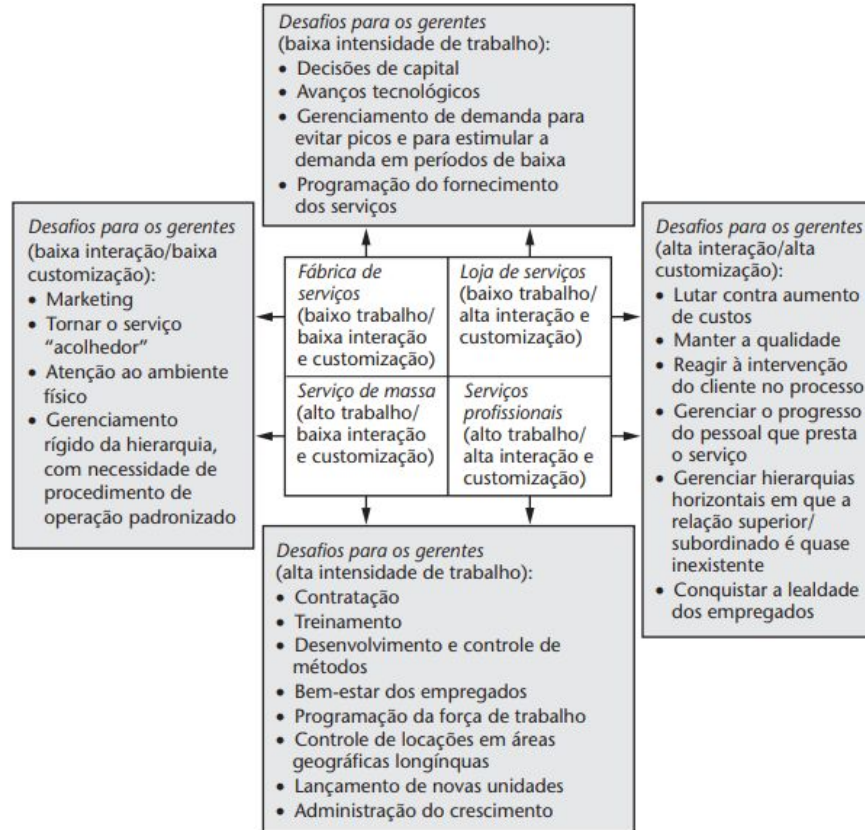 Desafios para os gerentes
(baixa intensidade de trabalho):
• Decisões de capital
• Avanços tecnológicos
• Gerenciamento de demanda para
evitar picos e para estimular a
demanda em períodos de baixa
• Programação do fornecimento
dos serviços
Desafios para os gerentes
(baixa interação/baixa
customização):
• Marketing
• Tornar o serviço
“acolhedor”
• Atenção ao ambiente
físico
• Gerenciamento
rígido da hierarquia,
com necessidade de
procedimento de
operação padronizado
Fábrica de
serviços
(baixo trabalho/
baixa interação
e customização)
Loja de serviços
(baixo trabalho/
alta interação e
customização)
Serviço de massa
(alto trabalho/
baixa interação
e customização)
Serviços
profissionais
(alto trabalho/
alta interação e
customização)
Desafios para os gerentes
(alta interação/alta
customização):
• Lutar contra aumento
de custos
• Manter a qualidade
• Reagir à intervenção
do cliente no processo
• Gerenciar o progresso
do pessoal que presta
o serviço
• Gerenciar hierarquias
horizontais em que a
relação superior/
subordinado é quase
inexistente
• Conquistar a lealdade
dos empregados
Desafios para os gerentes
(alta intensidade de trabalho):
• Contratação
• Treinamento
• Desenvolvimento e controle de
métodos
• Bem-estar dos empregados
• Programação da força de trabalho
• Controle de locações em áreas
geográficas longínquas
• Lançamento de novas unidades
• Administração do crescimento